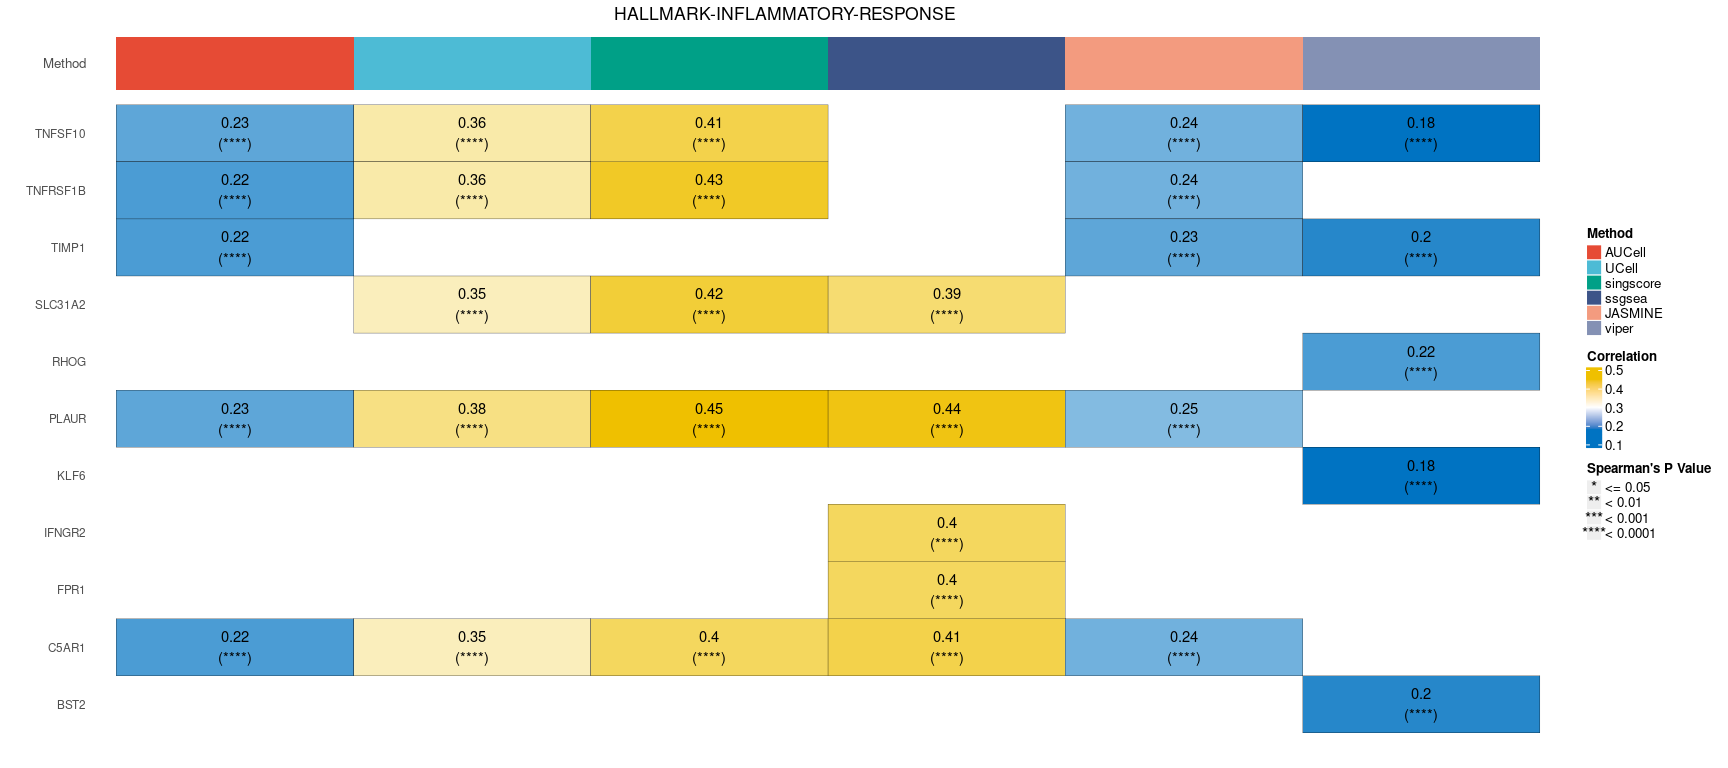 HALLMARK-INFLAMMATORY-RESPONSE
Method
TNFSF10 0.23 0.36 0.41 0.24 0.18
(****) (****) (****) (****) (****)
TNFRSF1B 0.22 0.36 0.43 0.24
(****) (****) (****) (****)
TIMP1 0.22 0.23 0.2
(****) (****) (****)
SLC31A2 0.35 0.42 0.39
(****) (****) (****)
RHOG 0.22
(****)
PLAUR 0.23 0.38 0.45 0.44 0.25
(****) (****) (****) (****) (****)
KLF6 0.18
(****)
IFNGR2 0.4
(****)
FPR1 0.4
(****)
C5AR1 0.22 0.35 0.4 0.41 0.24
(****) (****) (****) (****) (****)
BST2 0.2
(****)
Method
AUCell
UCell
singscore
ssgsea
JASMINE
viper
Correlation
0.5
0.4
0.3
0.2
0.1
Spearman's P Value
* <= 0.05
** < 0.01
*** < 0.001
**** < 0.0001